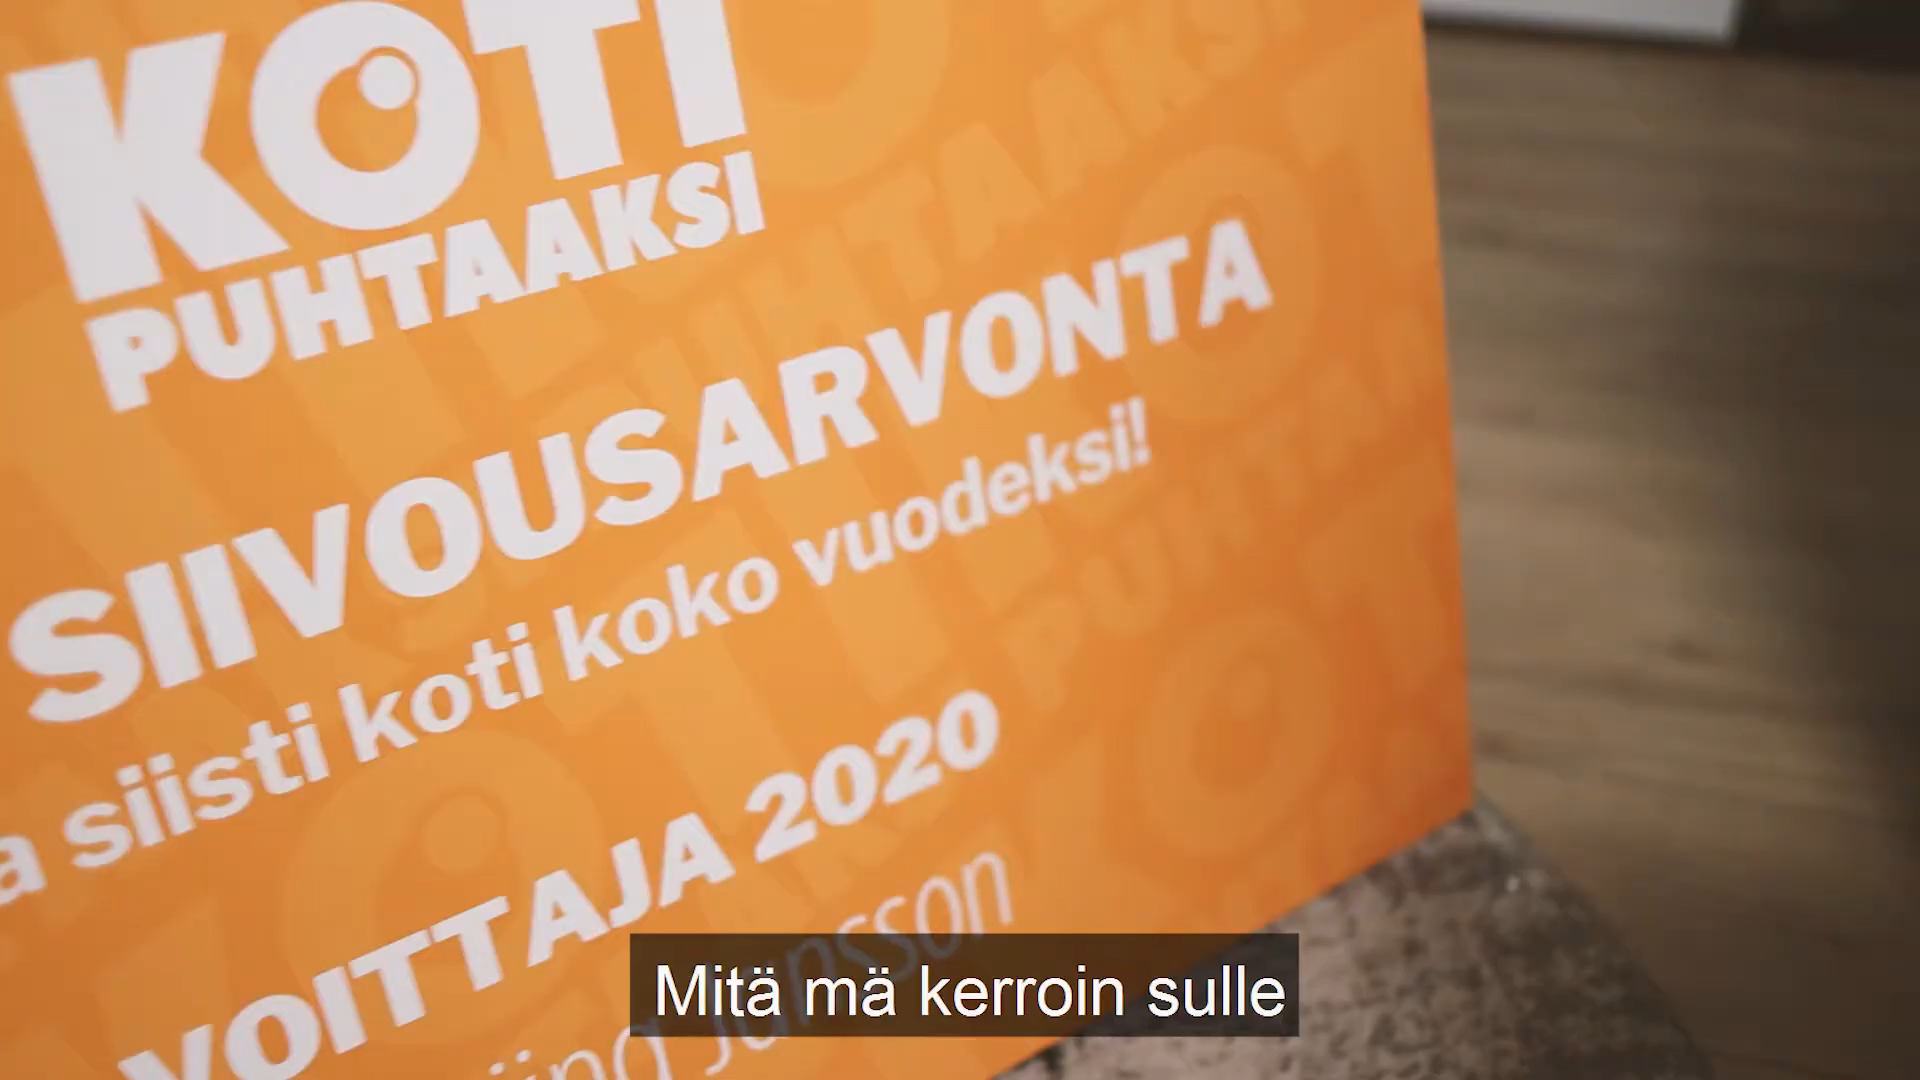 KOTI
PUHTAAKSI
SIIVOUSARVONTA
siisti koti koko vuodeksi!
VOITTAJA 2020
Mitä mä kerroin sulle